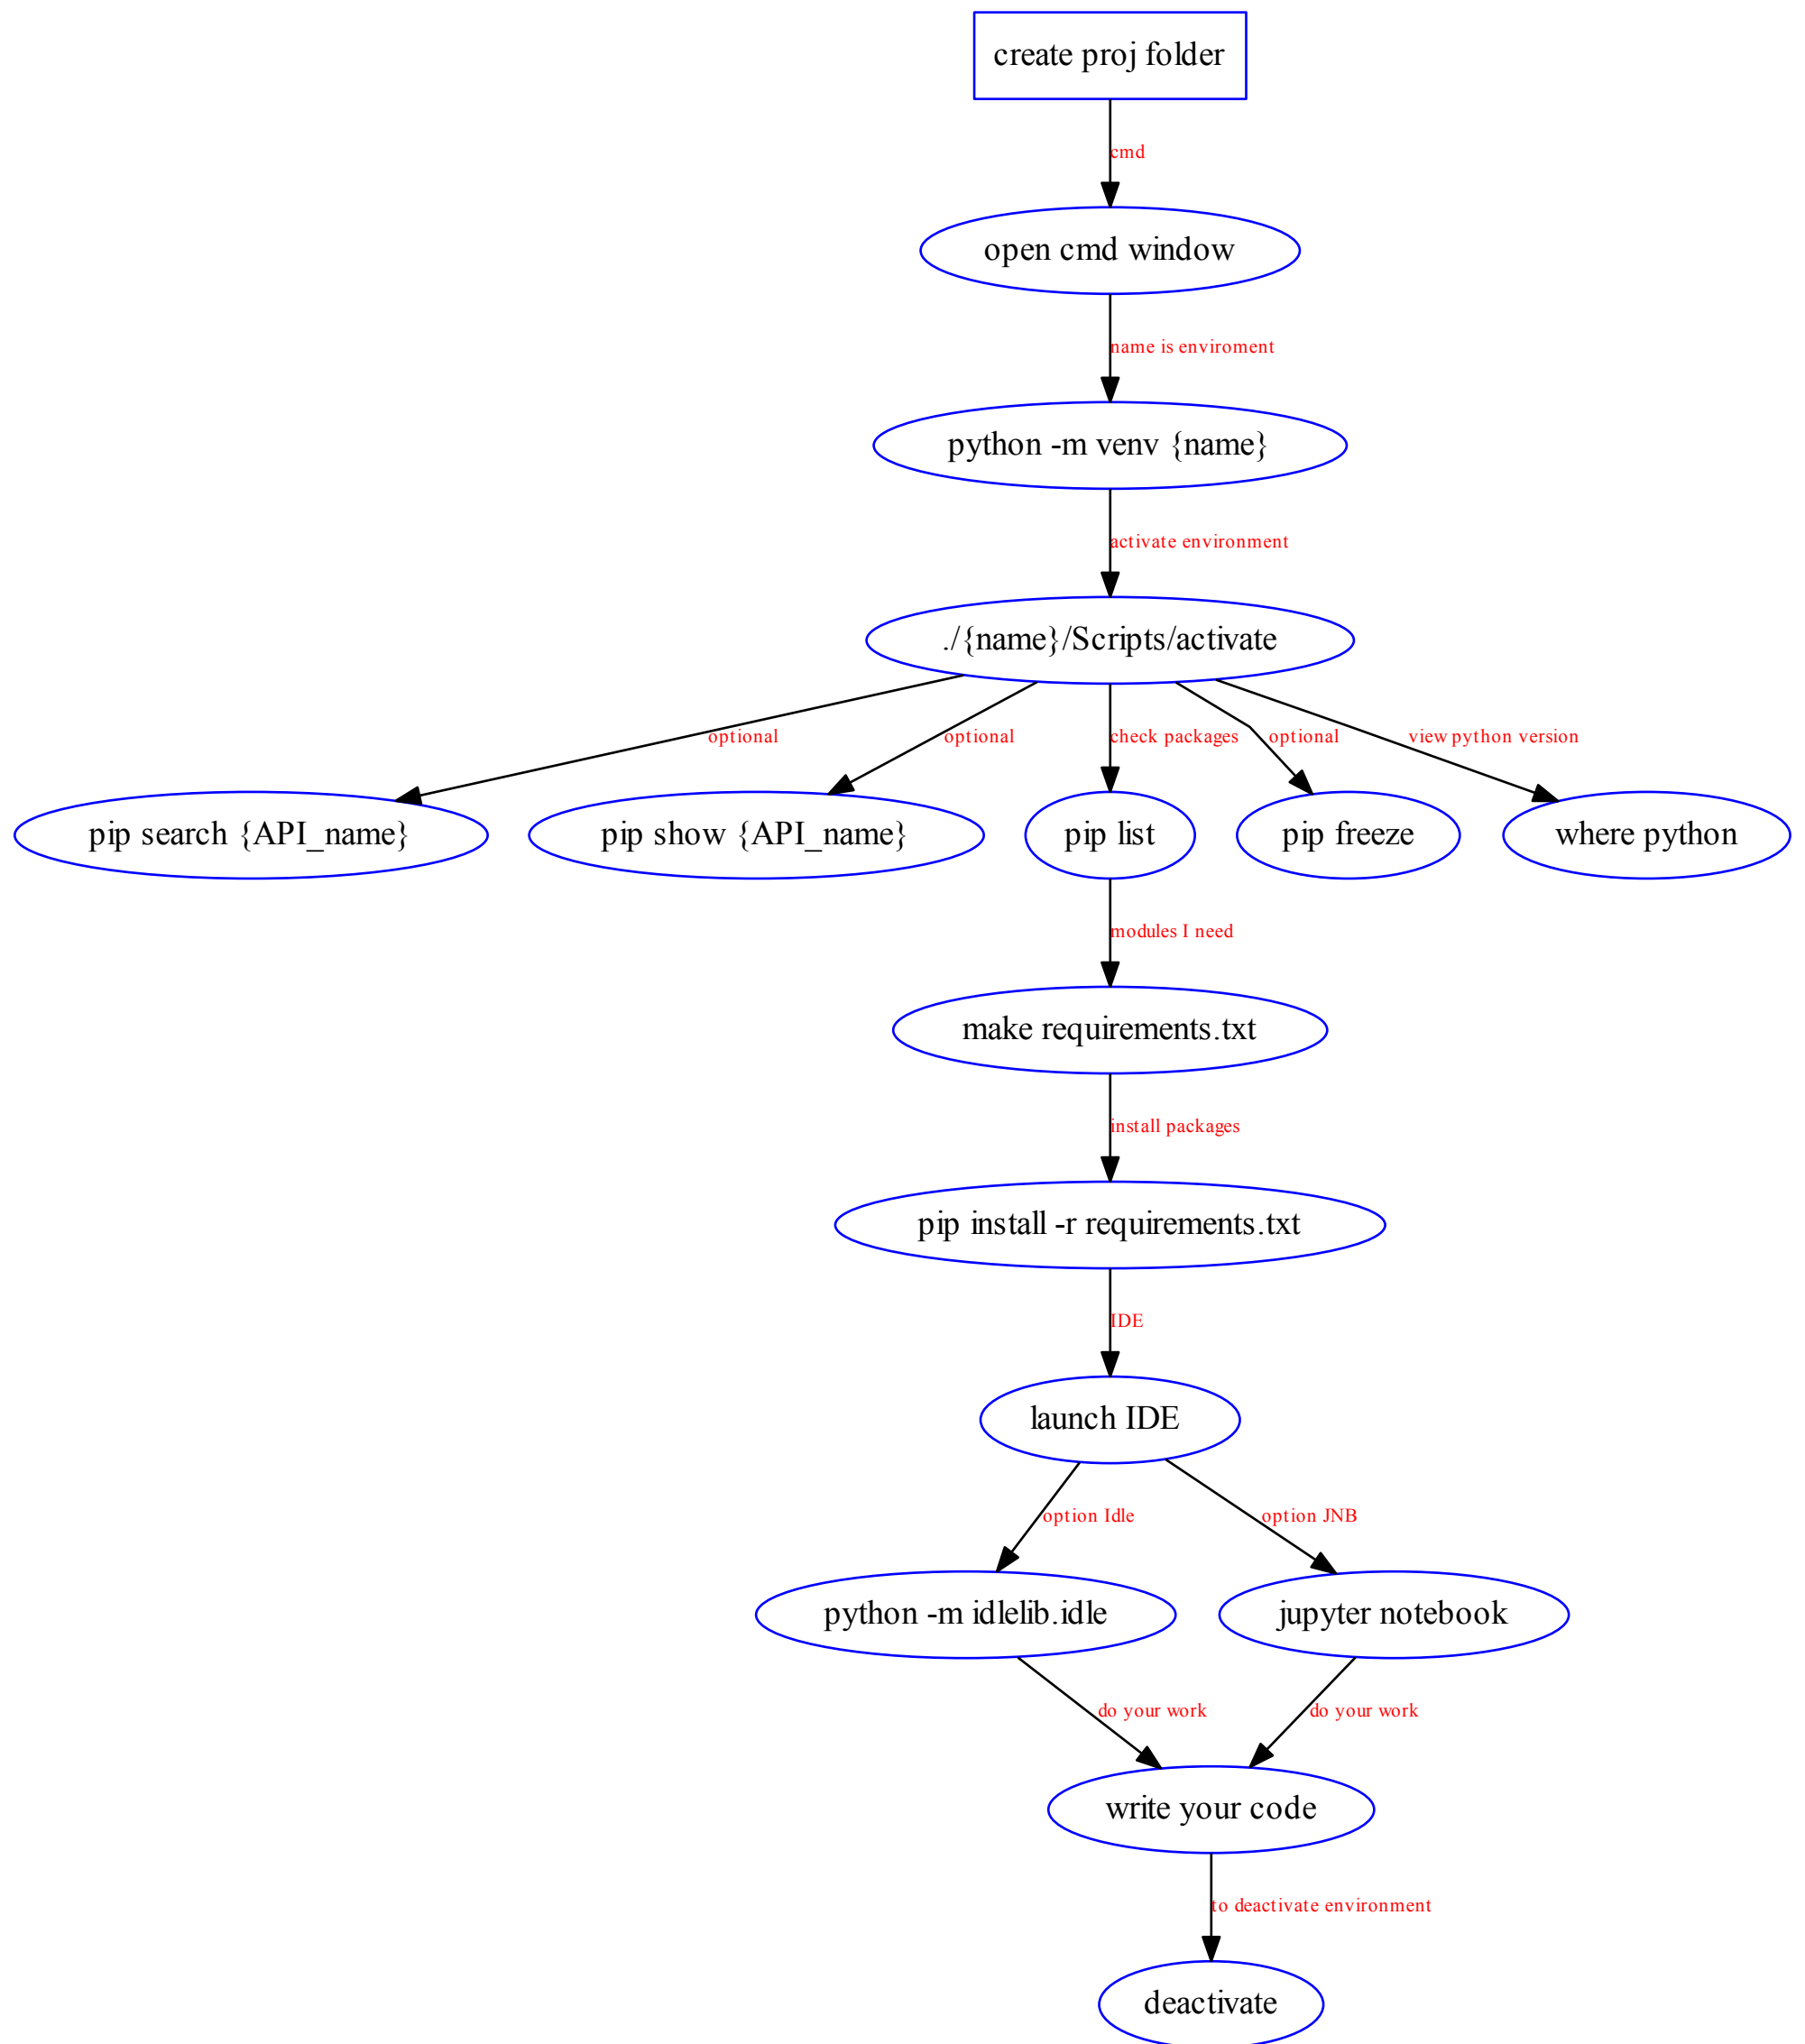 create proj folder
cmd
open cmd window
name is enviroment
python -m venv {name}
activate environment
./{name}/Scripts/activate
optional
optional
check packages
optional
view python version
pip search {API_name}
pip show {API_name}
pip list
pip freeze
where python
modules I need
make requirements.txt
install packages
pip install -r requirements.txt
IDE
launch IDE
option Idle
option JNB
python -m idlelib.idle
jupyter notebook
do your work
do your work
write your code
to deactivate environment
deactivate